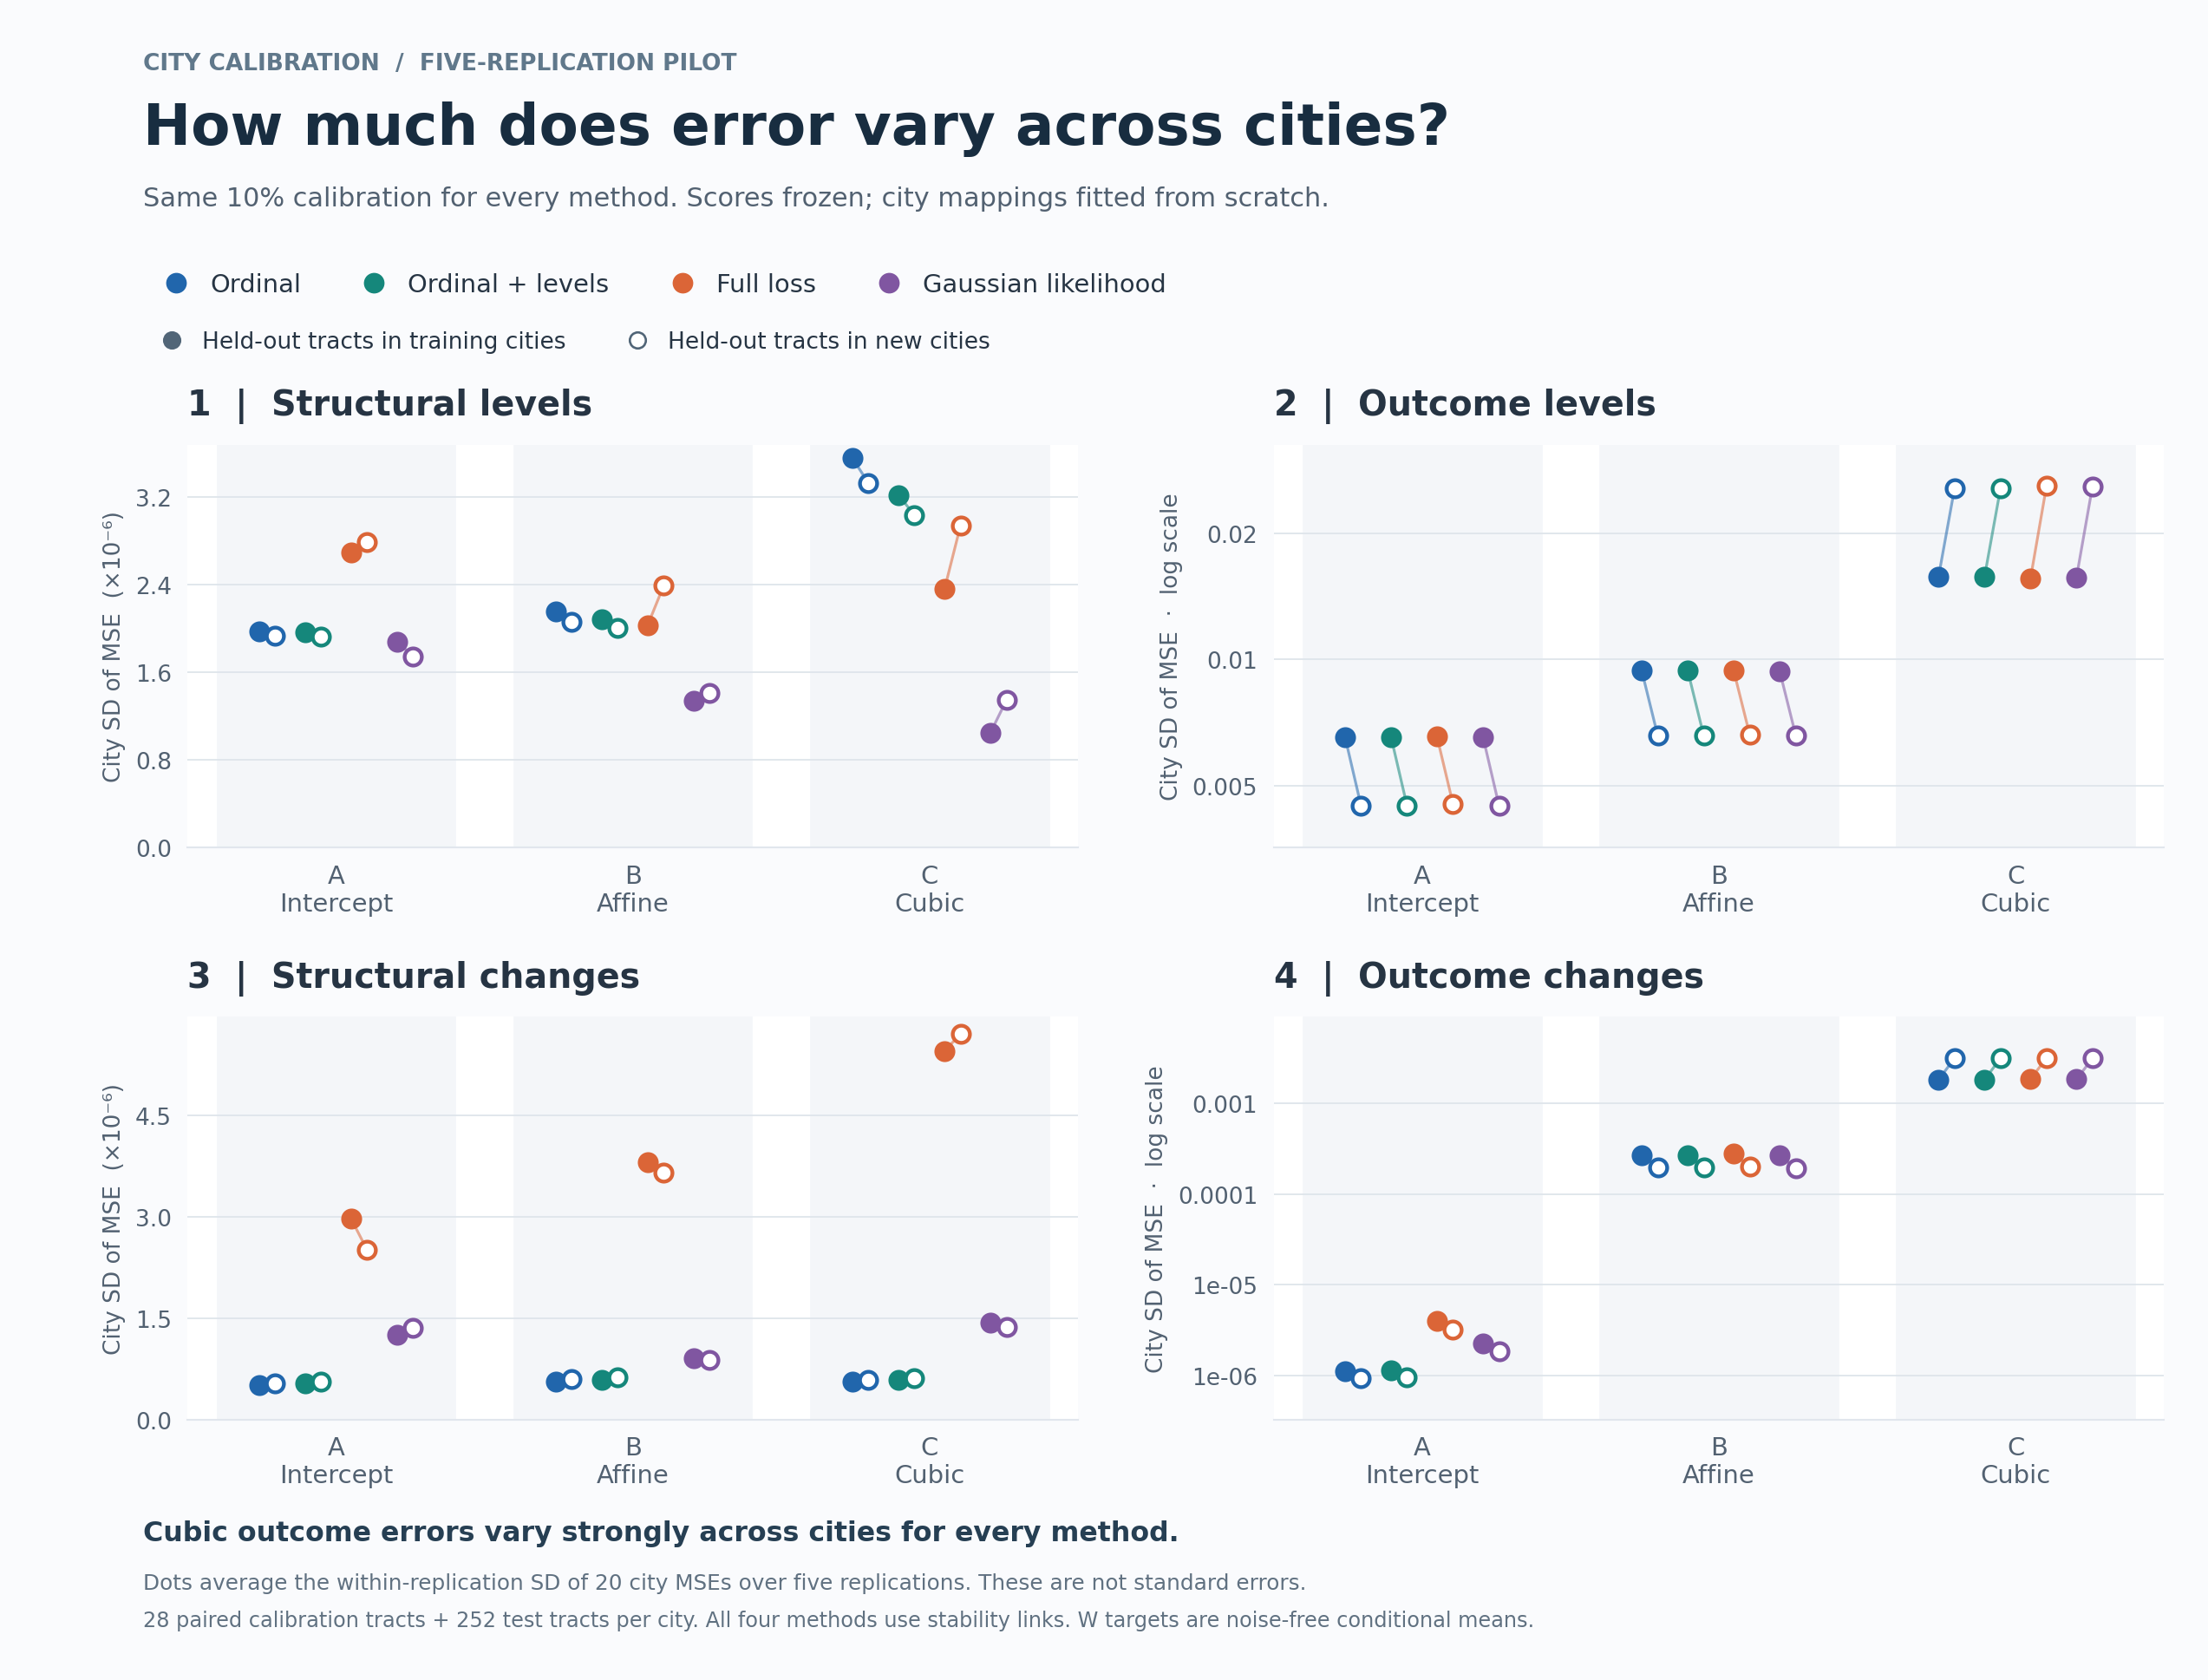 CITY CALIBRATION / FIVE-REPLICATION PILOT
How much does error vary across cities?
Same 10% calibration for every method. Scores frozen; city mappings fitted from scratch.
Ordinal
Ordinal + levels
Full loss
Gaussian likelihood
Held-out tracts in training cities
Held-out tracts in new cities
1 | Structural levels
City SD of MSE (×10⁻⁶)
3.2
2.4
1.6
0.8
0.0
A
Intercept
B
Affine
C
Cubic
2 | Outcome levels
City SD of MSE · log scale
0.02
0.01
0.005
A
Intercept
B
Affine
C
Cubic
3 | Structural changes
City SD of MSE (×10⁻⁶)
4.5
3.0
1.5
0.0
A
Intercept
B
Affine
C
Cubic
4 | Outcome changes
City SD of MSE · log scale
0.001
0.0001
1e-05
1e-06
A
Intercept
B
Affine
C
Cubic
Cubic outcome errors vary strongly across cities for every method.
Dots average the within-replication SD of 20 city MSEs over five replications. These are not standard errors.
28 paired calibration tracts + 252 test tracts per city. All four methods use stability links. W targets are noise-free conditional means.